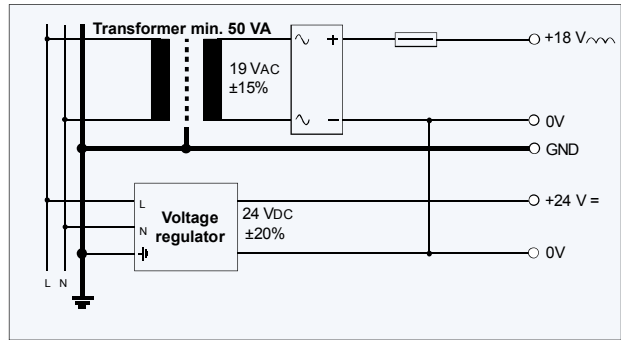 Transformer min. 50 VA
+18 V
19 VAC
±15%
0V
GND
+24 V =
L
Voltage
regulator
24 VDC
±20%
N
0V
L N